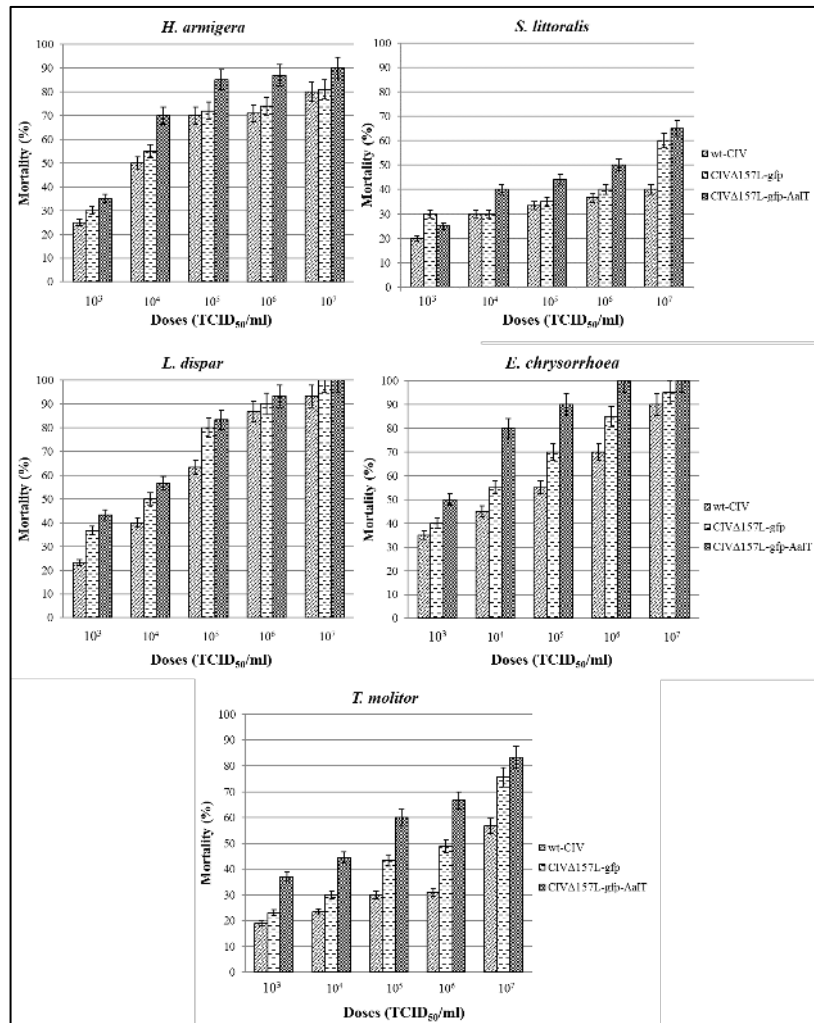 H. armigera
Mortality (%)
100
90
80
70
60
50
40
30
20
10
0
10³ 10⁴ 10⁵ 10⁶ 10⁷
Doses (TCID₅₀/ml)
S. littoralis
Mortality (%)
100
90
80
70
60
50
40
30
20
10
0
10³ 10⁴ 10⁵ 10⁶ 10⁷
Doses (TCID₅₀/ml)
wt-CIV
CIVΔ157L-gfp
CIVΔ157L-gfp-AaIT
L. dispar
Mortality (%)
100
90
80
70
60
50
40
30
20
10
0
10³ 10⁴ 10⁵ 10⁶ 10⁷
Doses (TCID₅₀/ml)
E. chrysorrhoea
Mortality (%)
100
90
80
70
60
50
40
30
20
10
0
10³ 10⁴ 10⁵ 10⁶ 10⁷
Doses (TCID₅₀/ml)
wt-CIV
CIVΔ157L-gfp
CIVΔ157L-gfp-AaIT
T. molitor
Mortality (%)
100
90
80
70
60
50
40
30
20
10
0
10³ 10⁴ 10⁵ 10⁶ 10⁷
Doses (TCID₅₀/ml)
wt-CIV
CIVΔ157L-gfp
CIVΔ157L-gfp-AaIT